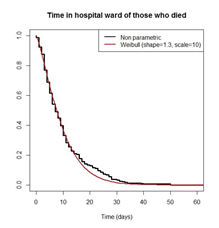 Time in hospital ward of those who died
Non parametric
Weibull (shape=1.3, scale=10)
1.0
0.8
0.6
0.4
0.2
0.0
0 10 20 30 40 50 60
Time (days)